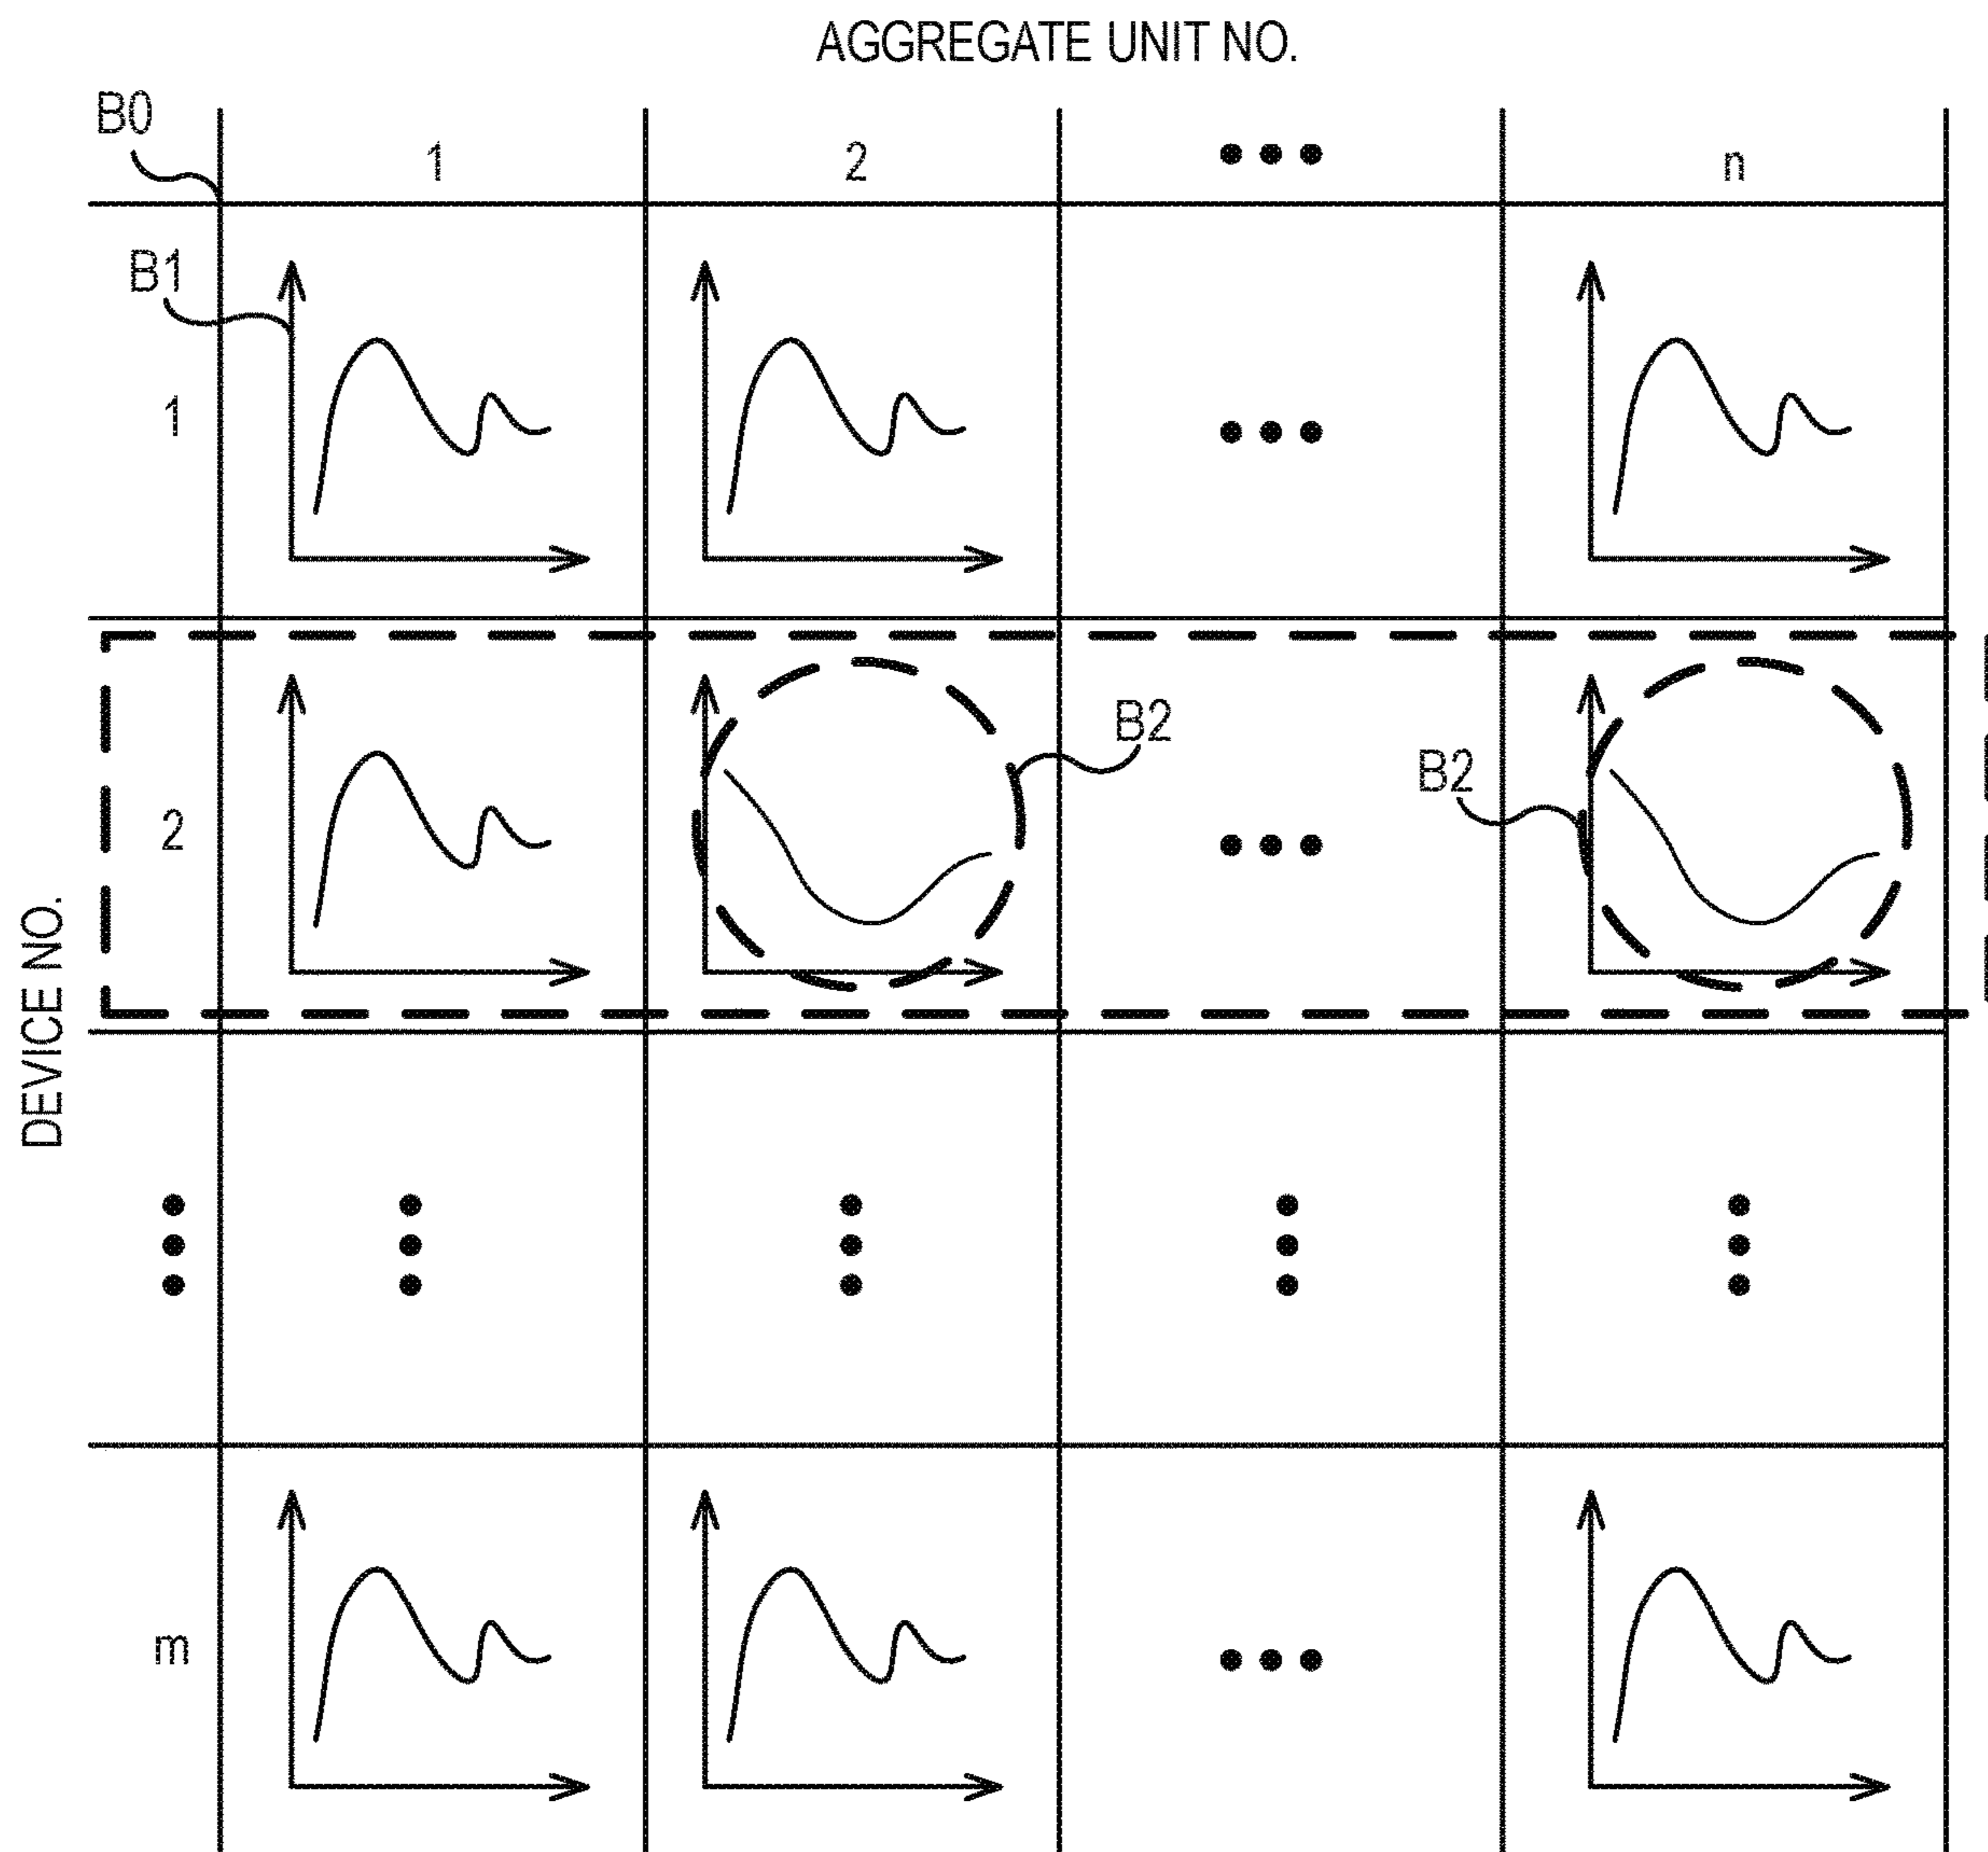 AGGREGATE UNIT NO.
B0
1 2 ••• n
B1
1 •••
B2
B2
2 •••
DEVICE NO.
m •••